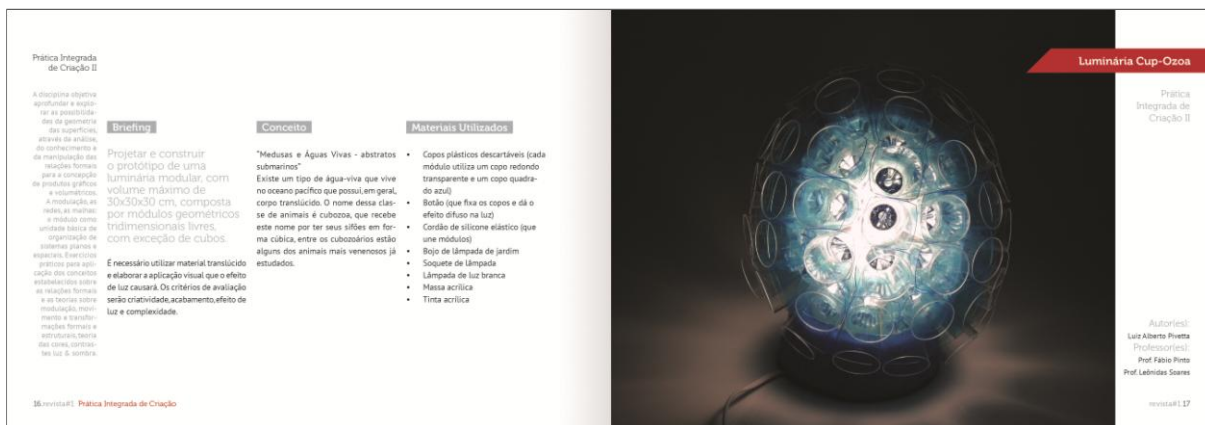 Prática Integrada
de Criação II
A disciplina objetiva
aprofundar e explo-
rar as possibilida-
des da geometria
das superfícies,
através da análise,
do conhecimento e
da manipulação das
relações formais
para a concepção
de produtos gráficos
e volumétricos.
A modulação, as
redes, as malhas:
o módulo como
unidade básica de
organização de
sistemas planos e
espaciais. Exercícios
práticos para apli-
cação dos conceitos
estabelecidos sobre
as relações formais
e as teorias sobre
modulação, movi-
mento e transfor-
mações formais e
estruturais, teoria
das cores, contras-
tes luz & sombra.
Briefing
Projetar e construir
o protótipo de uma
luminária modular, com
volume máximo de
30x30x30 cm, composta
por módulos geométricos
tridimensionais livres,
com exceção de cubos.
É necessário utilizar material translúcido
e elaborar a aplicação visual que o efeito
de luz causará. Os critérios de avaliação
serão criatividade, acabamento, efeito de
luz e complexidade.
Conceito
"Medusas e Águas Vivas - abstratos
submarinos"
Existe um tipo de água-viva que vive
no oceano pacífico que possui, em geral,
corpo translúcido. O nome dessa clas-
se de animais é cubozoa, que recebe
este nome por ter seus sifões em for-
ma cúbica, entre os cubozoários estão
alguns dos animais mais venenosos já
estudados.
Materiais Utilizados
• Copos plásticos descartáveis (cada
módulo utiliza um copo redondo
transparente e um copo quadra-
do azul)
• Botão (que fixa os copos e dá o
efeito difuso na luz)
• Cordão de silicone elástico (que
une módulos)
• Bojo de lâmpada de jardim
• Soquete de lâmpada
• Lâmpada de luz branca
• Massa acrílica
• Tinta acrílica
16.revista#1 Prática Integrada de Criação
Luminária Cup-Ozoa
Prática
Integrada de
Criação II
Autor(es):
Luiz Alberto Pivetta
Professor(es):
Prof. Fábio Pinto
Prof. Leônidas Soares
revista#1.17